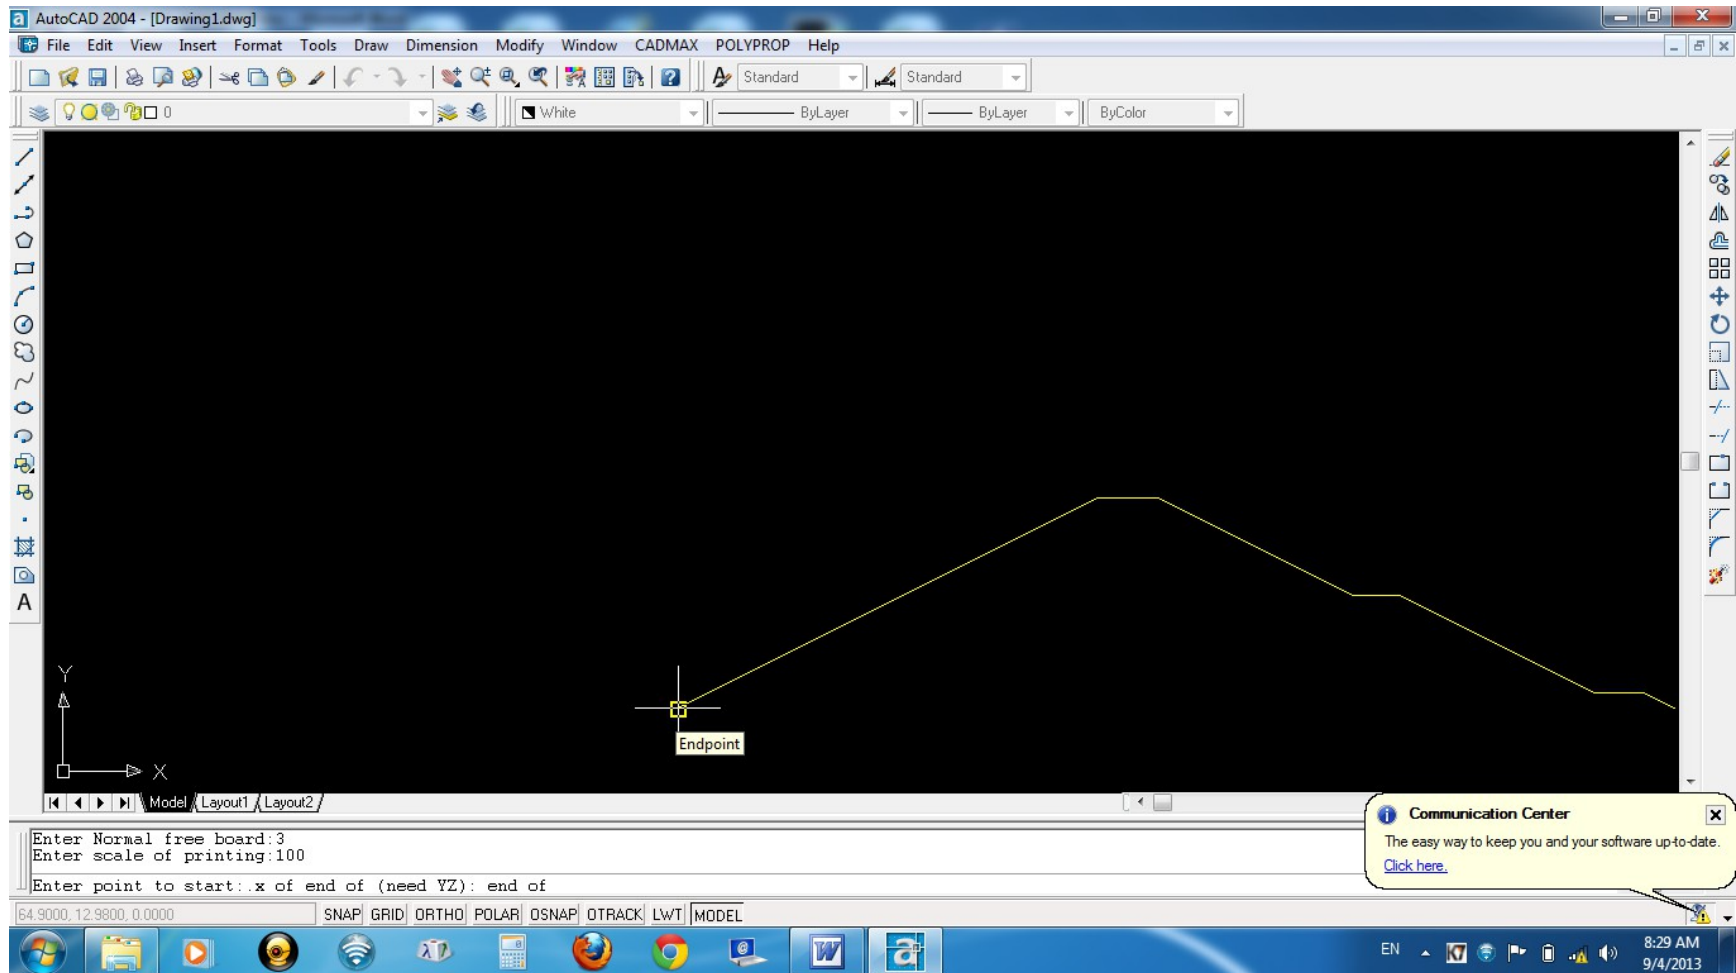 AutoCAD 2004 - [Drawing1.dwg]
File Edit View Insert Format Tools Draw Dimension Modify Window CADMAX POLYPROP Help
Standard Standard
0 White ByLayer ByLayer ByColor
A
Endpoint
Y
X
Model Layout1 Layout2
Enter Normal free board:3
Enter scale of printing:100
Enter point to start:.x of end of (need YZ): end of
Communication Center
The easy way to keep you and your software up-to-date.
Click here.
64.9000, 12.9800, 0.0000 SNAP GRID ORTHO POLAR OSNAP OTRACK LWT MODEL
EN 8:29 AM
9/4/2013